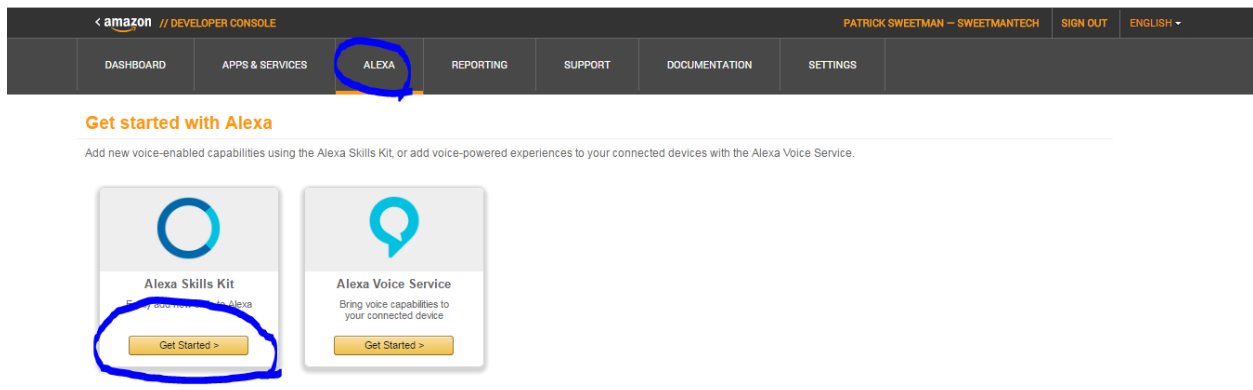 < amazon // DEVELOPER CONSOLE PATRICK SWEETMAN — SWEETMANTECH SIGN OUT ENGLISH
DASHBOARD APPS & SERVICES ALEXA REPORTING SUPPORT DOCUMENTATION SETTINGS
Get started with Alexa
Add new voice-enabled capabilities using the Alexa Skills Kit, or add voice-powered experiences to your connected devices with the Alexa Voice Service.
Alexa Skills Kit
to Alexa
Get Started >
Alexa Voice Service
Bring voice capabilities to
your connected device
Get Started >